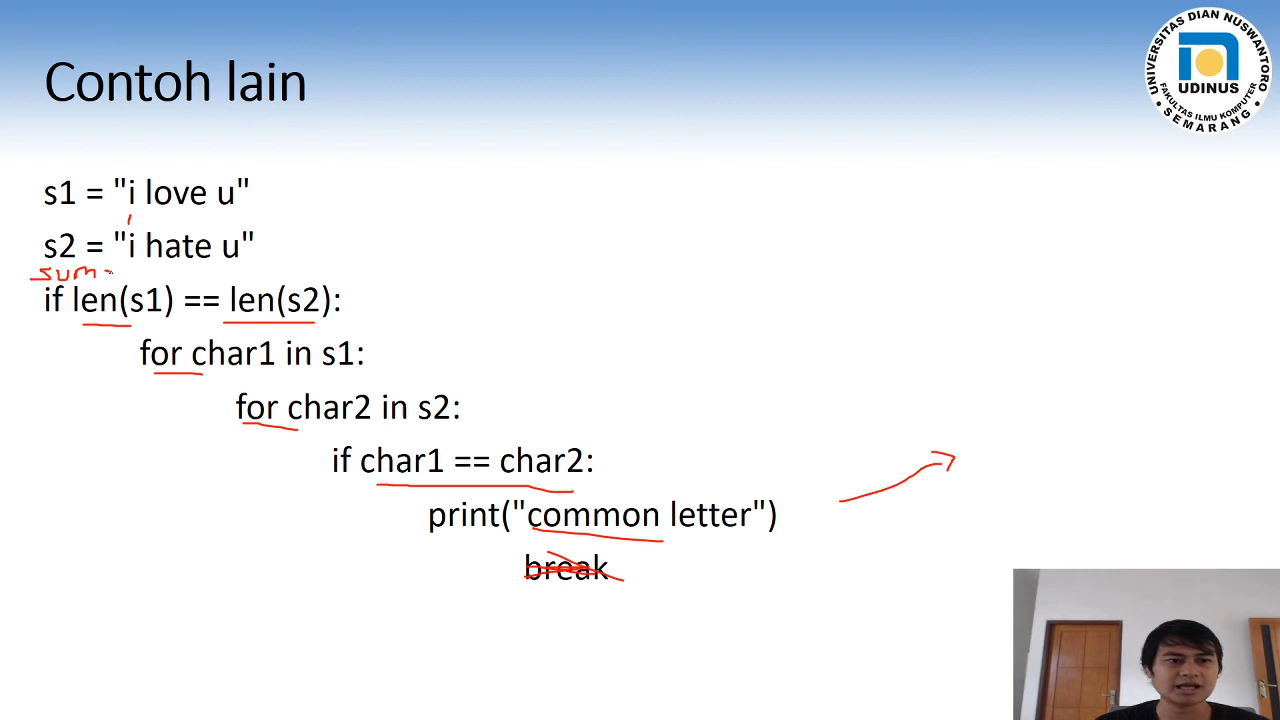 Contoh lain
UNIVERSITAS DIAN NUSWANTORO
UDINUS
FAKULTAS ILMU KOMPUTER
• SEMARANG •
s1 = "i love u"
s2 = "i hate u"
sum =
if len(s1) == len(s2):
for char1 in s1:
for char2 in s2:
if char1 == char2:
print("common letter")
break